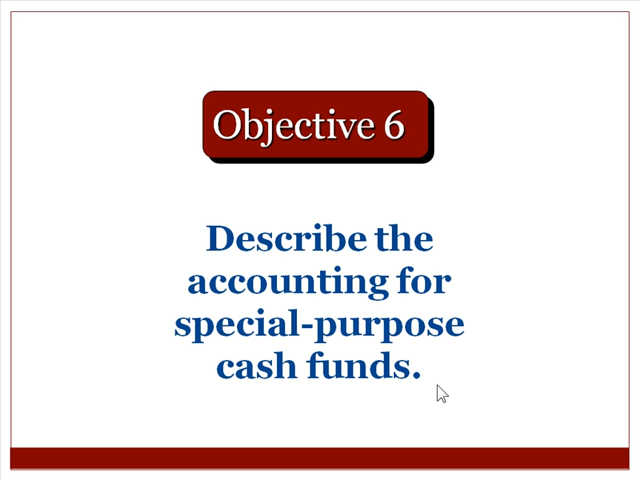 Objective 6
Describe the
accounting for
special-purpose
cash funds.